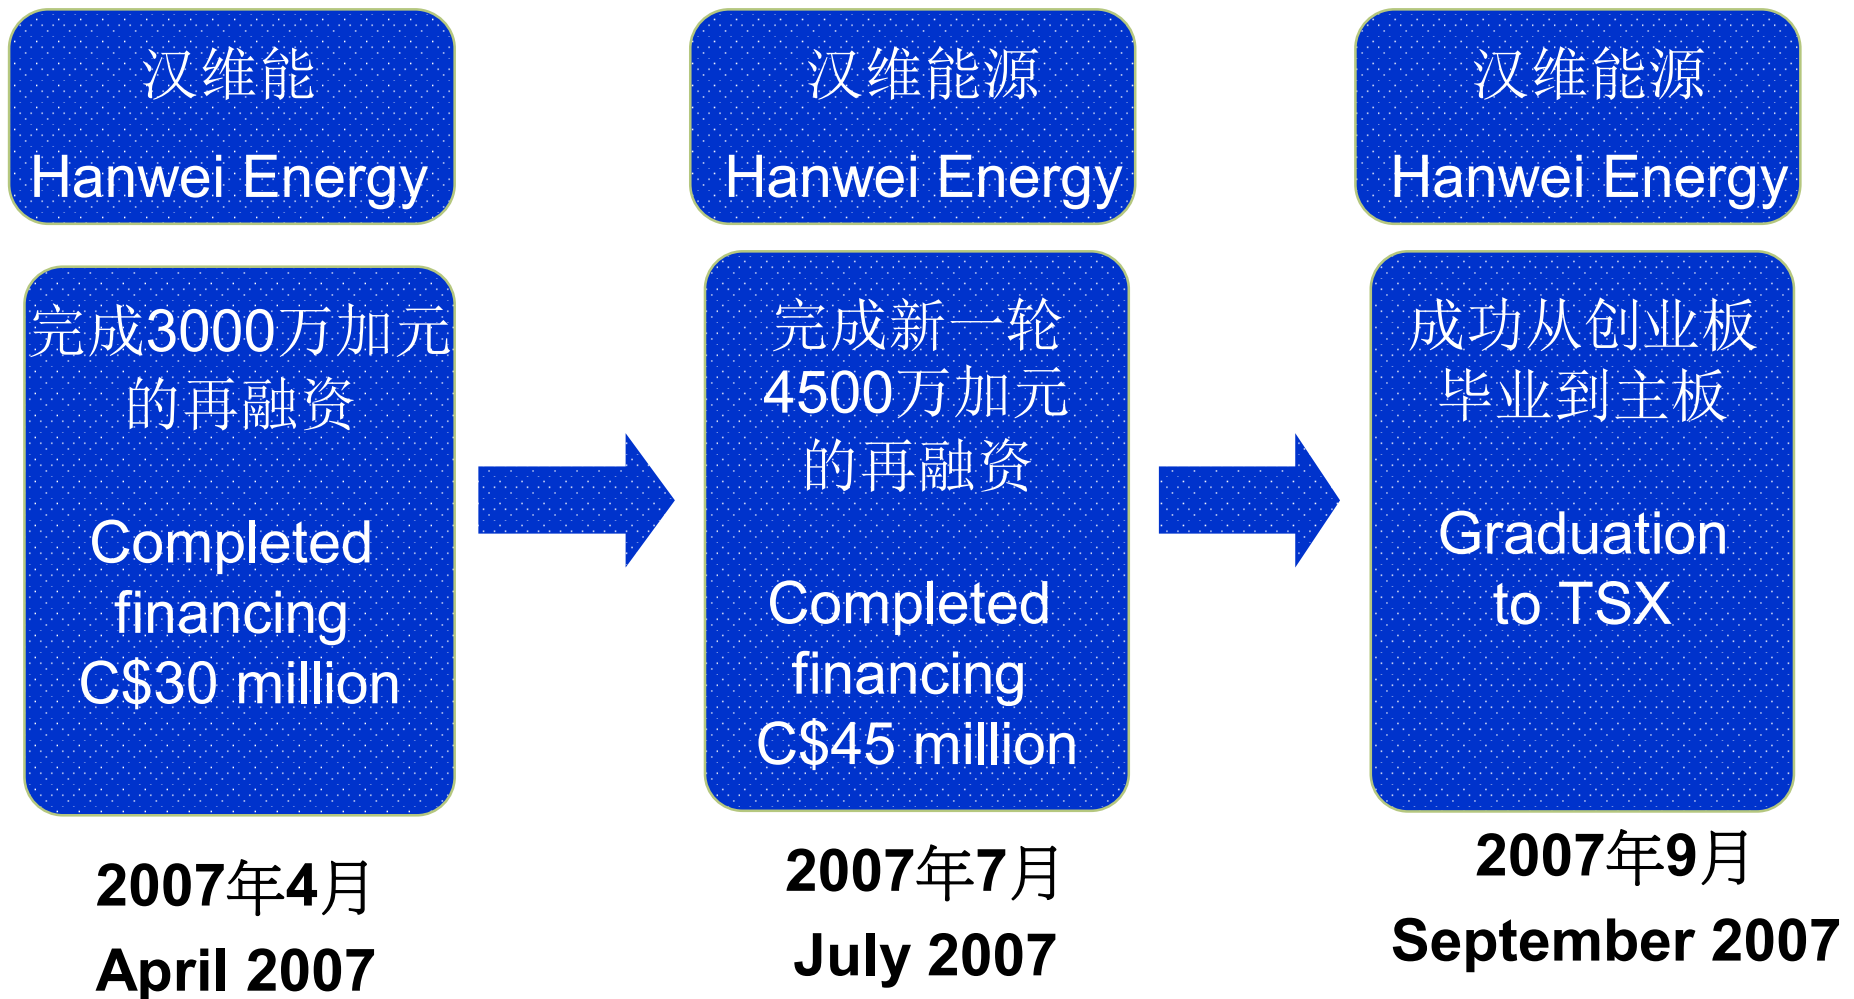 汉维能
Hanwei Energy
完成3000万加元
的再融资
Completed
financing
C$30 million
2007年4月
April 2007
汉维能源
Hanwei Energy
完成新一轮
4500万加元
的再融资
Completed
financing
C$45 million
2007年7月
July 2007
汉维能源
Hanwei Energy
成功从创业板
毕业到主板
Graduation
to TSX
2007年9月
September 2007